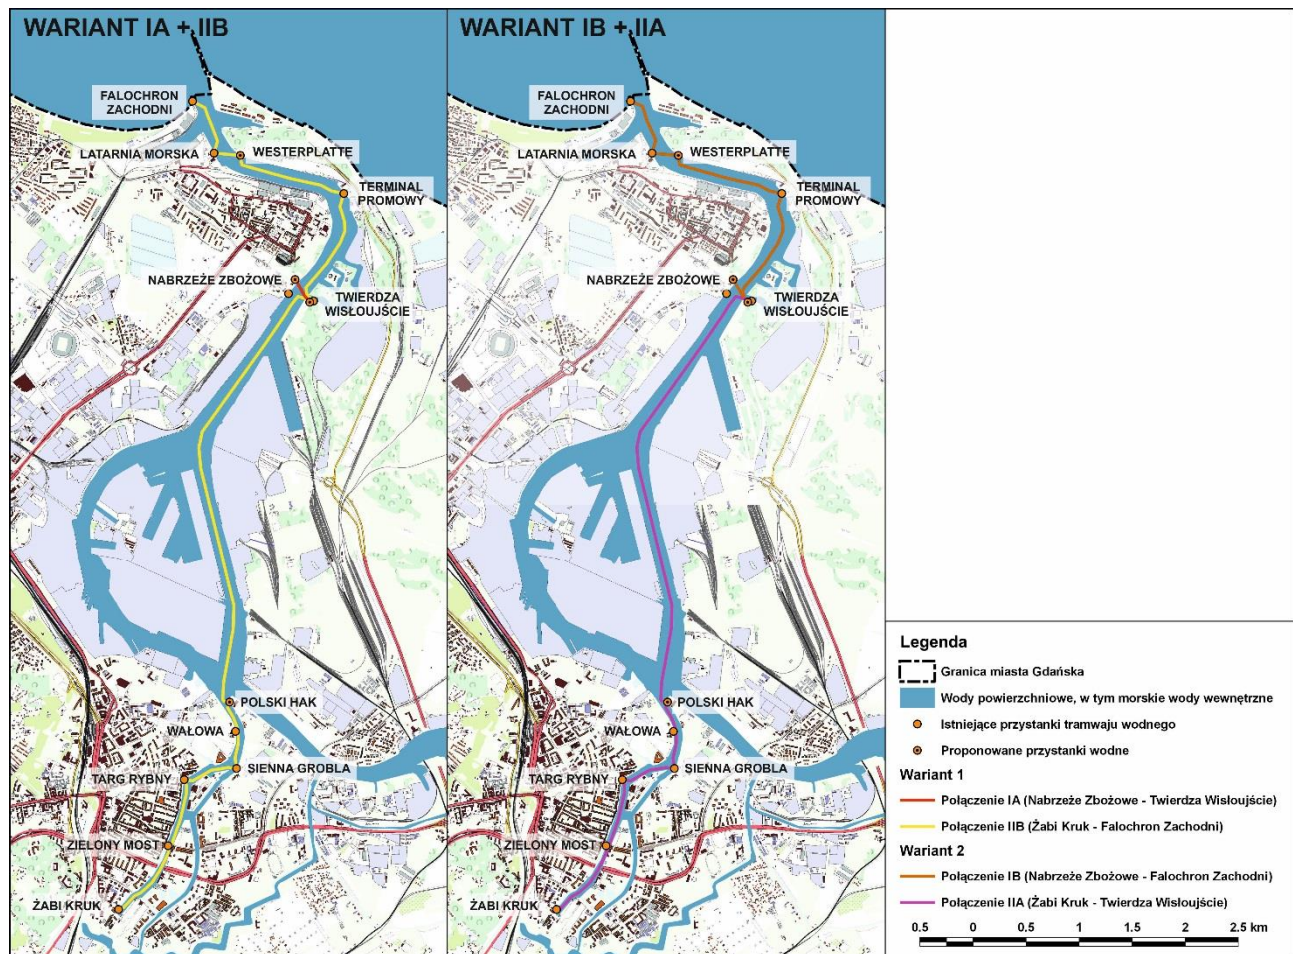 WARIANT IA + IIB
FALOCHRON
ZACHODNI
LATARNIA MORSKA
WESTERPLATTE
TERMINAL
PROMOWY
NABRZEŻE ZBOŻOWE
TWIERDZA
WISŁOUJŚCIE
POLSKI HAK
WAŁOWA
SIENNA GROBLA
TARG RYBNY
ZIELONY MOST
ŻABI KRUK
WARIANT IB + IIA
FALOCHRON
ZACHODNI
LATARNIA MORSKA
WESTERPLATTE
TERMINAL
PROMOWY
NABRZEŻE ZBOŻOWE
TWIERDZA
WISŁOUJŚCIE
POLSKI HAK
WAŁOWA
SIENNA GROBLA
TARG RYBNY
ZIELONY MOST
ŻABI KRUK
Legenda
Granica miasta Gdańska
Wody powierzchniowe, w tym morskie wody wewnętrzne
Istniejące przystanki tramwaju wodnego
Proponowane przystanki wodne
Wariant 1
Połączenie IA (Nabrzeże Zbożowe - Twierdza Wisłoujście)
Połączenie IIB (Żabi Kruk - Falochron Zachodni)
Wariant 2
Połączenie IB (Nabrzeże Zbożowe - Falochron Zachodni)
Połączenie IIA (Żabi Kruk - Twierdza Wisłoujście)
0.5 0 0.5 1 1.5 2 2.5 km